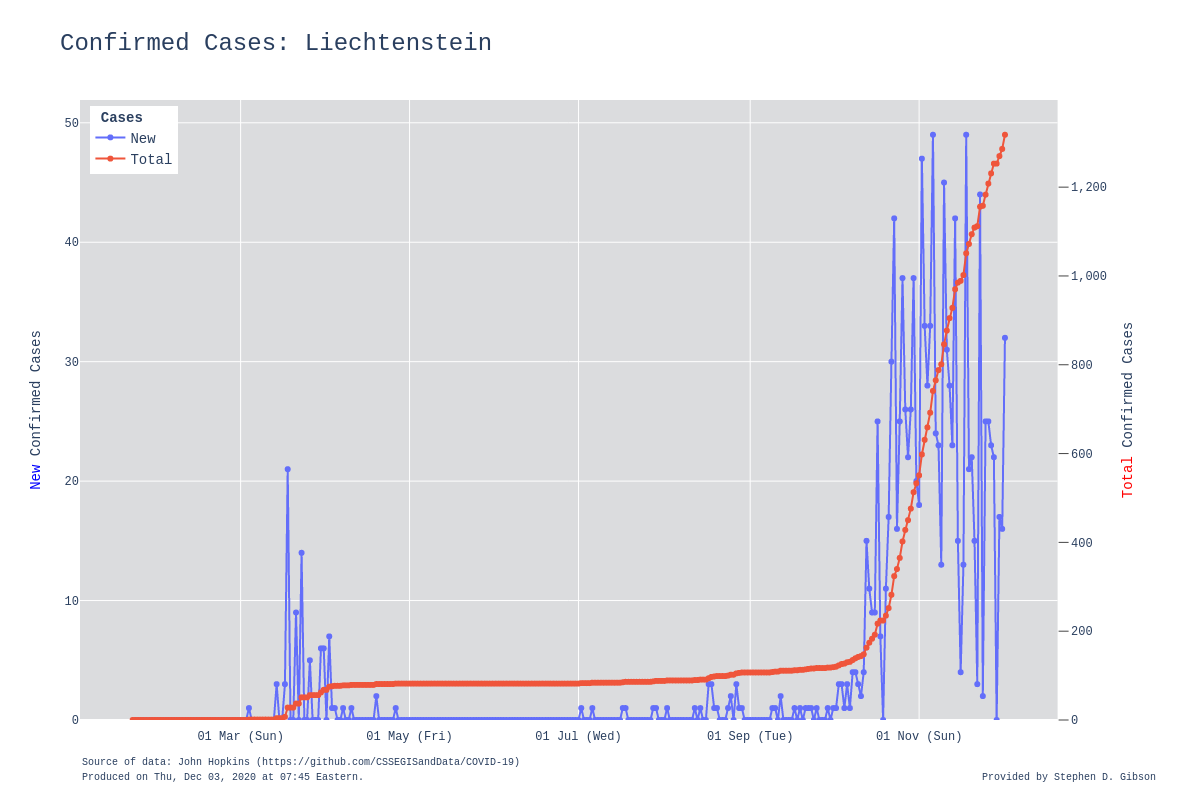 Confirmed Cases: Liechtenstein
Cases
New
Total
50
40
30
20
10
0
1,200
1,000
800
600
400
200
0
New Confirmed Cases
Total Confirmed Cases
01 Mar (Sun)
01 May (Fri)
01 Jul (Wed)
01 Sep (Tue)
01 Nov (Sun)
Source of data: John Hopkins (https://github.com/CSSEGISandData/COVID-19)
Produced on Thu, Dec 03, 2020 at 07:45 Eastern.
Provided by Stephen D. Gibson